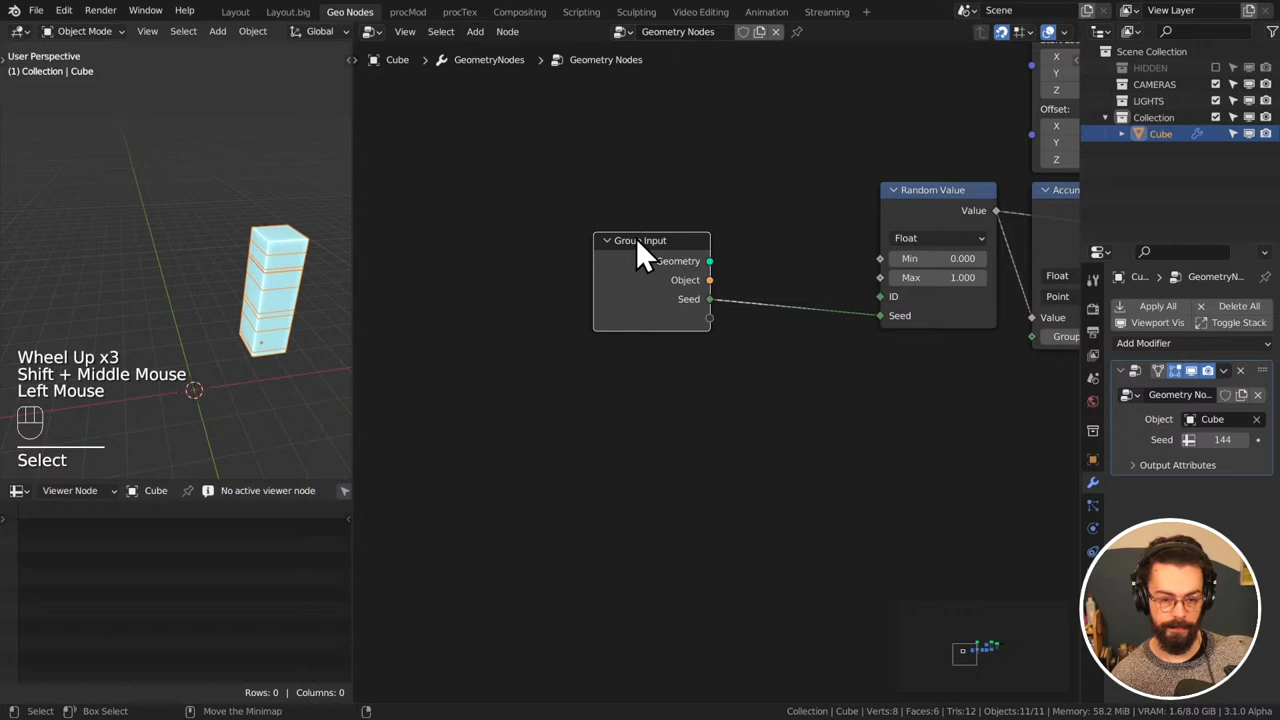 File Edit Render Window Help Layout Layout.big Geo Nodes procMod procTex Compositing Scripting Sculpting Video Editing Animation Streaming + Scene View Layer
Object Mode View Select Add Object Global View Select Add Node Geometry Nodes
User Perspective
(1) Collection | Cube
Cube GeometryNodes Geometry Nodes
Scene Collection
HIDDEN
CAMERAS
LIGHTS
Collection
Cube
X
Y
Z
Offset:
X
Y
Z
Random Value
Value
Float
Min 0.000
Max 1.000
ID
Seed
Accum
Float
Point
Value
Group
Geometry
Object
Seed
Cu... GeometryN...
Apply All Delete All
Viewport Vis Toggle Stack
Add Modifier
Geometry No...
Object Cube
Seed 144
Output Attributes
Wheel Up x3
Shift + Middle Mouse
Left Mouse
Select
Viewer Node Cube No active viewer node
Rows: 0 | Columns: 0
Select Box Select Move the Minimap Collection | Cube | Verts:8 | Faces:6 | Tris:12 | Objects:11/11 | Memory: 58.2 MiB | VRAM: 1.6/8.0 GiB | 3.1.0 Alpha